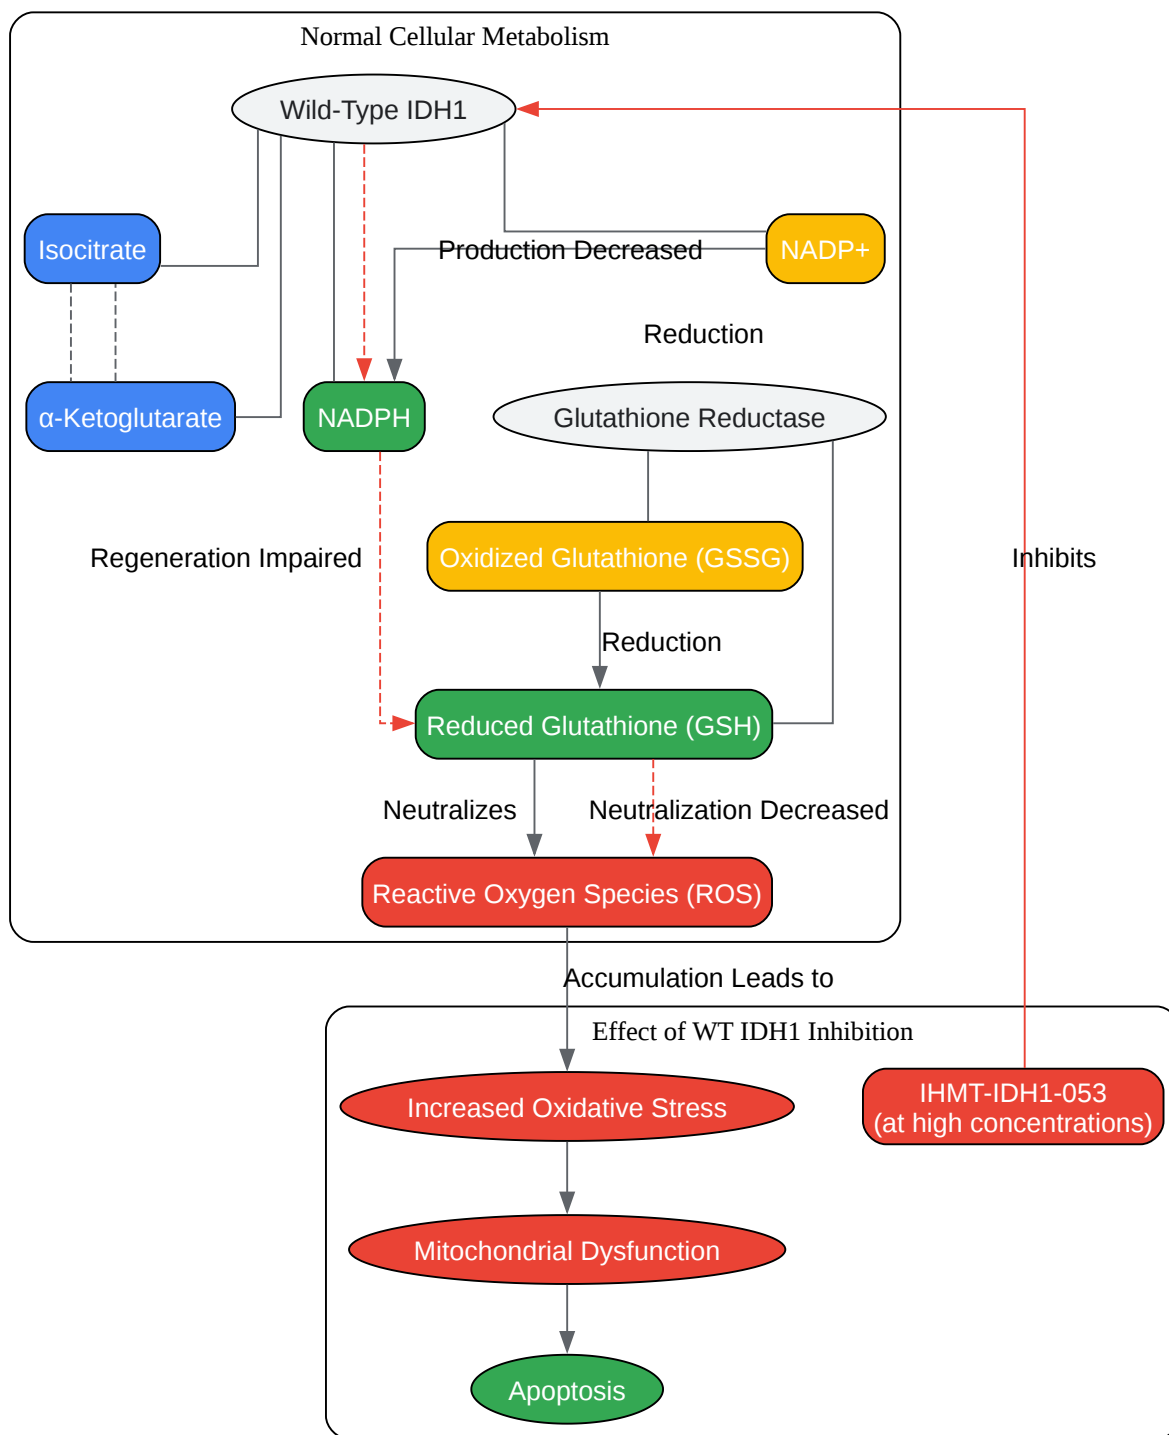 Normal Cellular Metabolism
Wild-Type IDH1
Isocitrate
Production Decreased
NADP+
Reduction
α-Ketoglutarate
NADPH
Glutathione Reductase
Regeneration Impaired
Oxidized Glutathione (GSSG)
Inhibits
Reduction
Reduced Glutathione (GSH)
Neutralizes
Neutralization Decreased
Reactive Oxygen Species (ROS)
Accumulation Leads to
Effect of WT IDH1 Inhibition
Increased Oxidative Stress
IHMT-IDH1-053
(at high concentrations)
Mitochondrial Dysfunction
Apoptosis